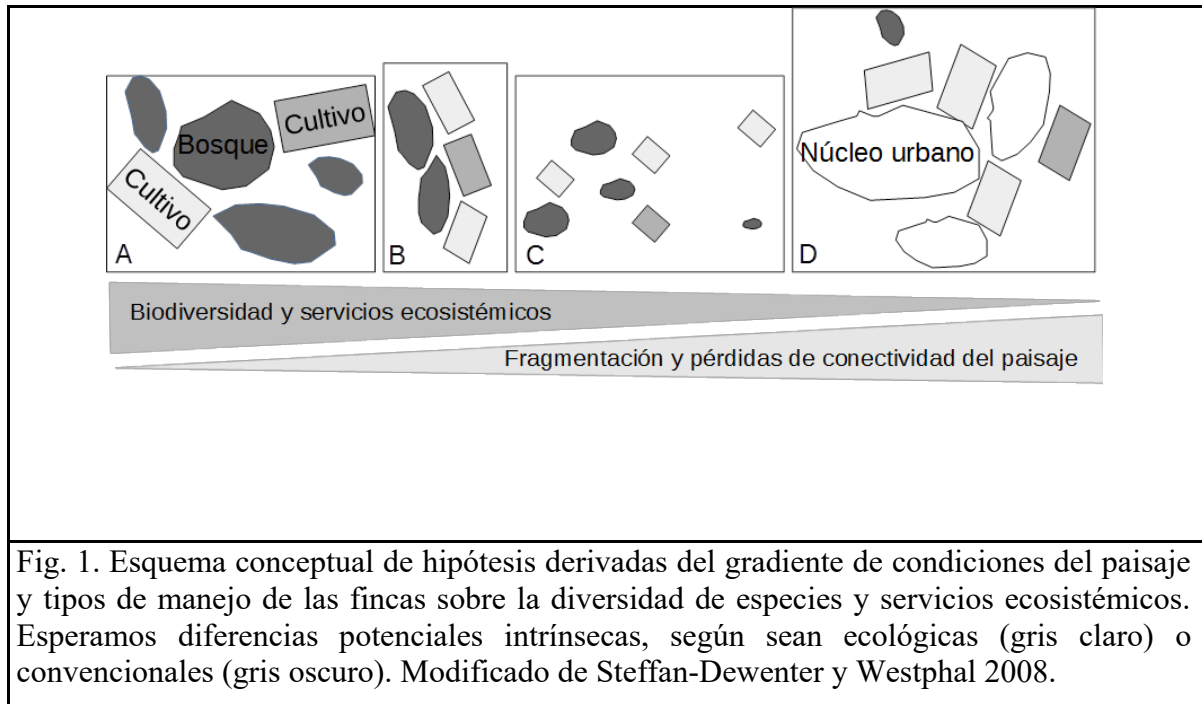 Cultivo
Bosque
Cultivo
Núcleo urbano
A
B
C
D
Biodiversidad y servicios ecosistémicos
Fragmentación y pérdidas de conectividad del paisaje
Fig. 1. Esquema conceptual de hipótesis derivadas del gradiente de condiciones del paisaje
y tipos de manejo de las fincas sobre la diversidad de especies y servicios ecosistémicos.
Esperamos diferencias potenciales intrínsecas, según sean ecológicas (gris claro) o
convencionales (gris oscuro). Modificado de Steffan-Dewenter y Westphal 2008.